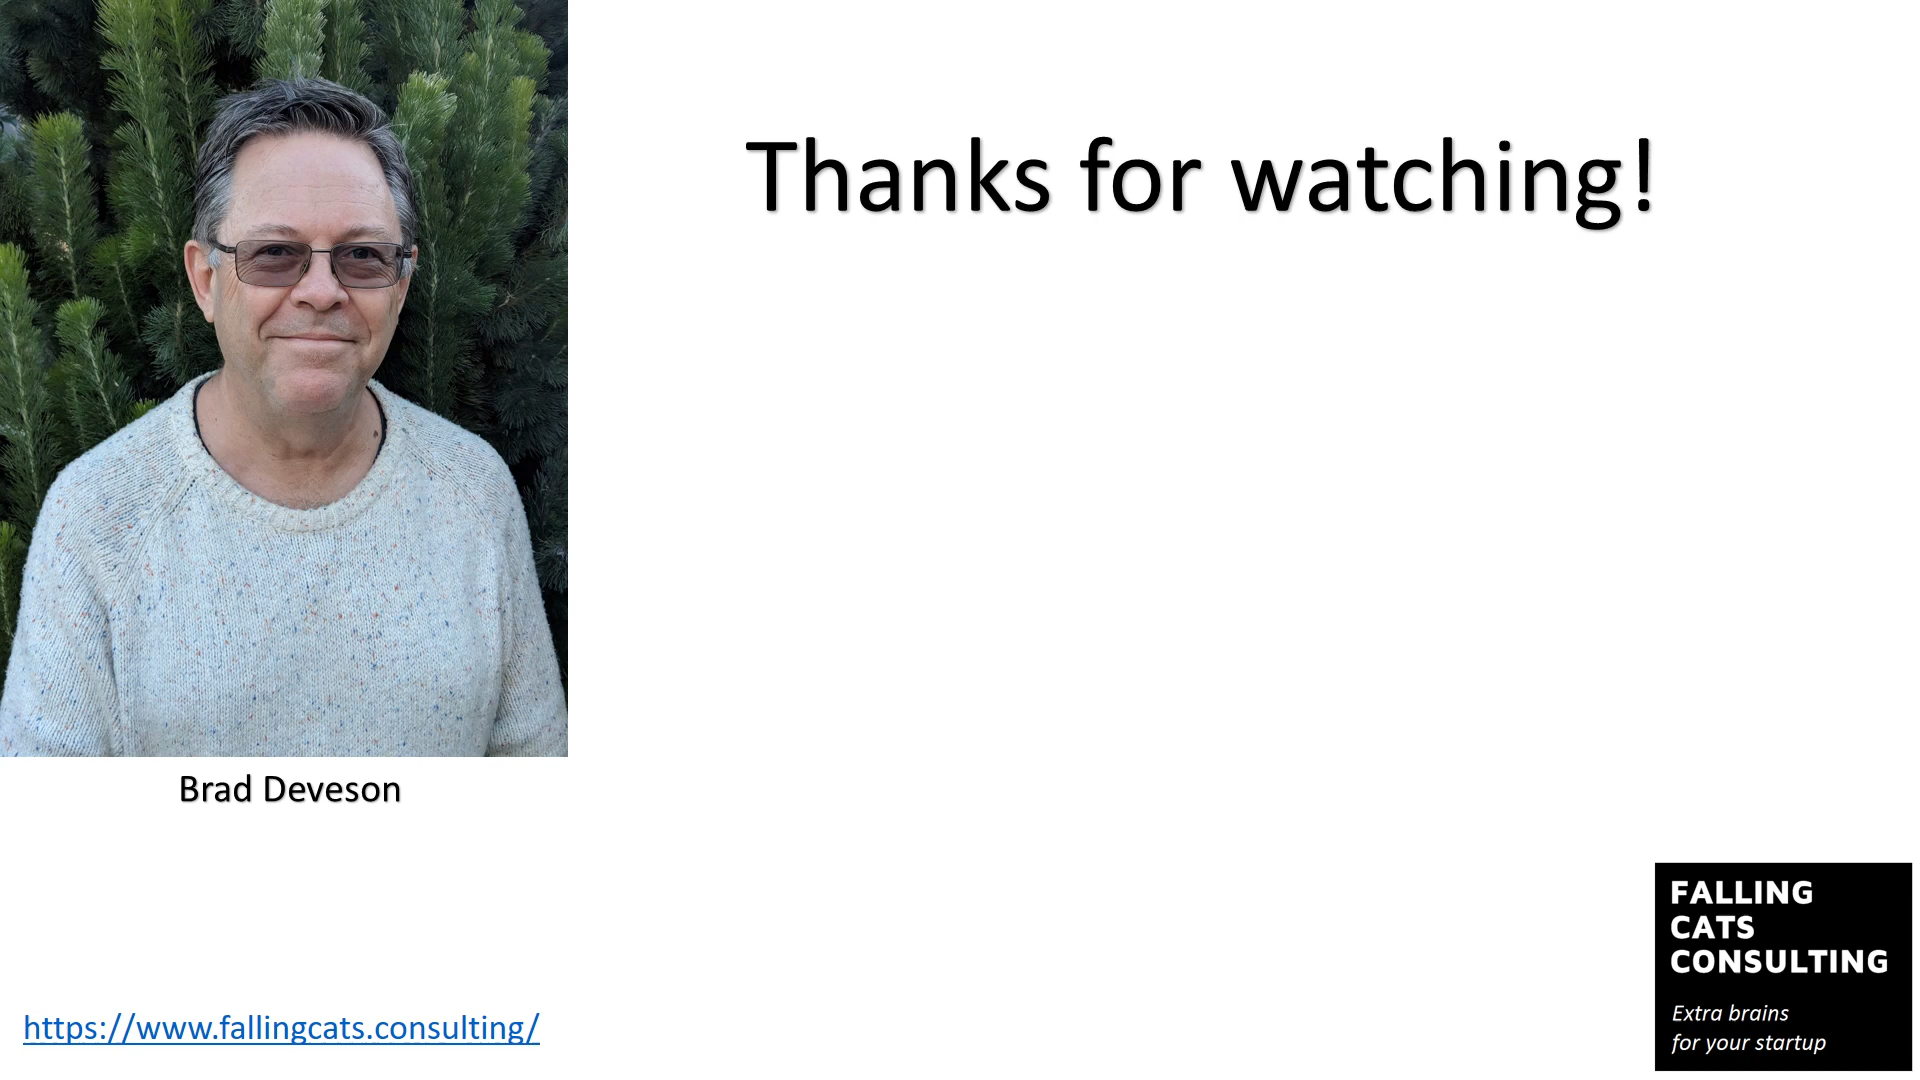 Thanks for watching!
Brad Deveson
https://www.fallingcats.consulting/
FALLING
CATS
CONSULTING
Extra brains
for your startup